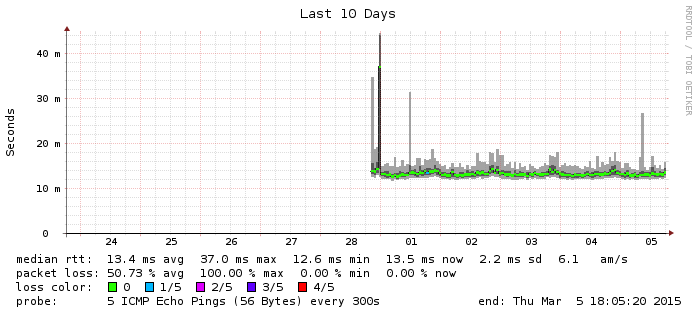 Last 10 Days
RRDTOOL / TOBI OETIKER
Seconds
40 m
30 m
20 m
10 m
0
24 25 26 27 28 01 02 03 04 05
median rtt: 13.4 ms avg 37.0 ms max 12.6 ms min 13.5 ms now 2.2 ms sd 6.1 am/s
packet loss: 50.73 % avg 100.00 % max 0.00 % min 0.00 % now
loss color: 0 1/5 2/5 3/5 4/5
probe: 5 ICMP Echo Pings (56 Bytes) every 300s end: Thu Mar 5 18:05:20 2015